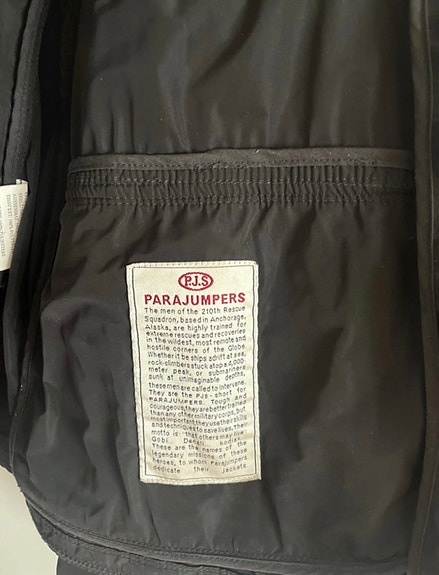 P.J.S
PARAJUMPERS
The men of the 210th Rescue
Squadron, based in Anchorage,
Alaska, are highly trained for
extreme rescues and recoveries
in the wildest, most remote and
hostile corners of the Globe.
Whether it be ships adrift at sea,
rock-climbers stuck atop a 4,000-
meter peak, or submariners
sunk at unimaginable depths,
these men are called to intervene.
They are the PJS - short for
PARAJUMPERS. Tough and
courageous, they are better trained
than any other military corps, but
most important they use their skills
and techniques to save lives, their
motto is "that others may live".
Gobi, Denali, Kodiak.
These are the names of the
legendary missions of these
heroes, to whom Parajumpers
dedicate their Jackets.